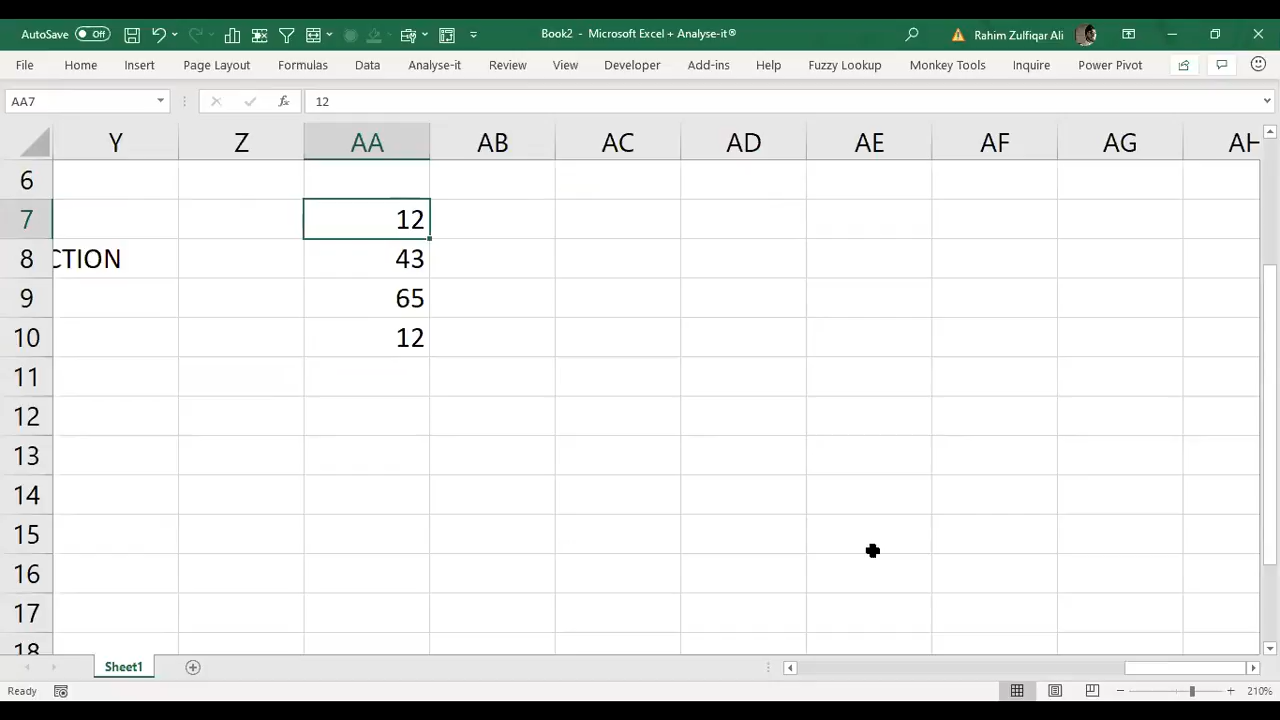 AutoSave Off Book2 - Microsoft Excel + Analyse-it® Rahim Zulfiqar Ali
File Home Insert Page Layout Formulas Data Analyse-it Review View Developer Add-ins Help Fuzzy Lookup Monkey Tools Inquire Power Pivot
AA7 fx 12
Y Z AA AB AC AD AE AF AG AH
6
7 12
8 CTION 43
9 65
10 12
11
12
13
14
15
16
17
18
Sheet1
Ready 210%